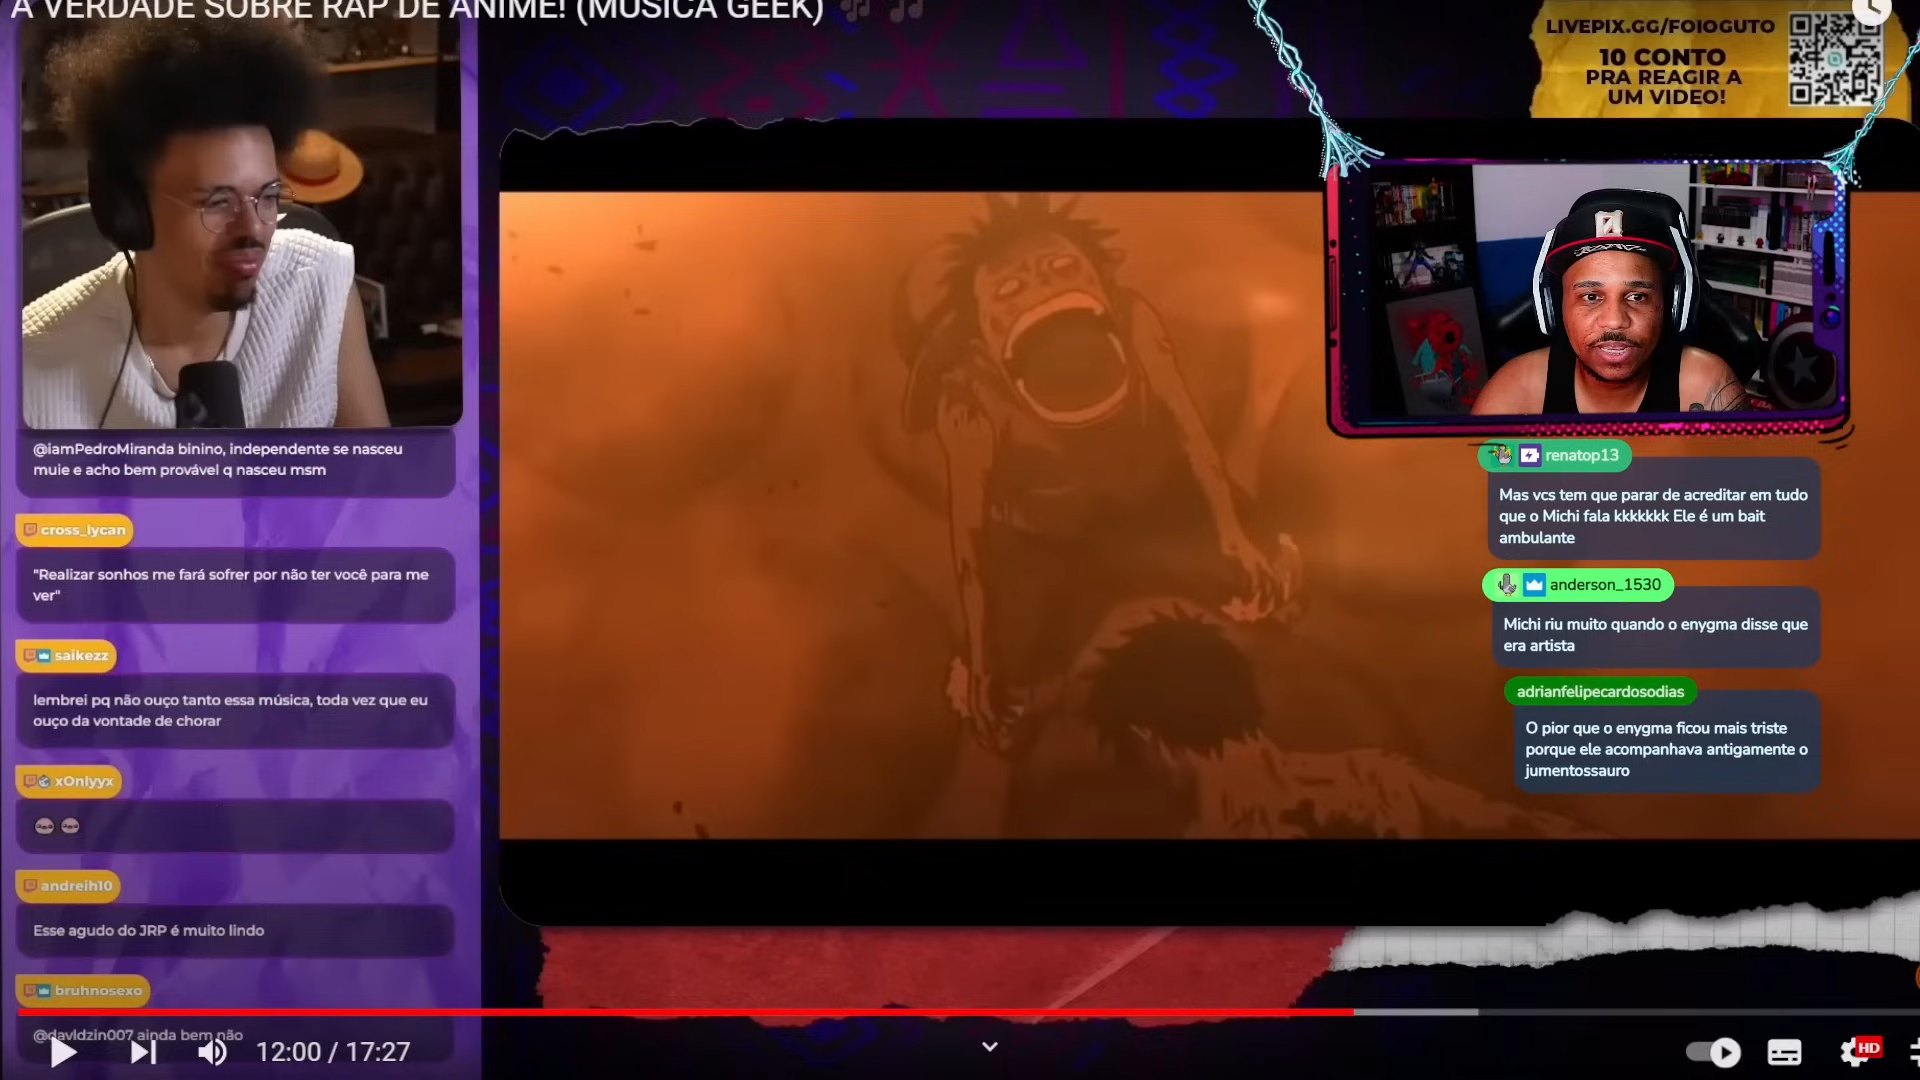 A VERDADE SOBRE RAP DE ANIME! (MÚSICA GEEK) 🎶 🎶
LIVEPIX.GG/FOIOGUTO
10 CONTO
PRA REAGIR A
UM VIDEO!
@iamPedroMiranda binino, independente se nasceu
muie e acho bem provável q nasceu msm
cross_lycan
"Realizar sonhos me fará sofrer por não ter você para me
ver"
saikezz
lembrei pq não ouço tanto essa música, toda vez que eu
ouço da vontade de chorar
xOnlyyx
andreih10
Esse agudo do JRP é muito lindo
bruhnosexo
@davldzin007 ainda bem não
renatop13
Mas vcs tem que parar de acreditar em tudo
que o Michi fala kkkkkkk Ele é um bait
ambulante
anderson_1530
Michi riu muito quando o enygma disse que
era artista
adrianfelipecardosodias
O pior que o enygma ficou mais triste
porque ele acompanhava antigamente o
jumentossauro
12:00 / 17:27
HD